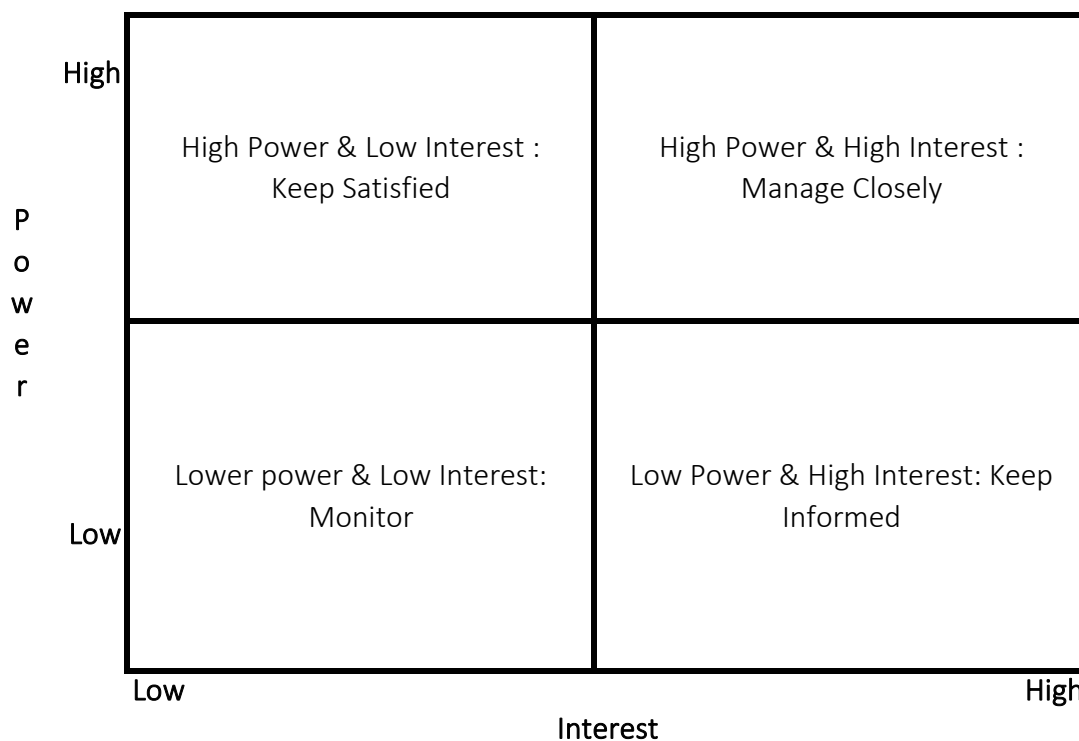 High
High Power & Low Interest :
Keep Satisfied
High Power & High Interest :
Manage Closely
Power
Lower power & Low Interest:
Monitor
Low Power & High Interest: Keep
Informed
Low
Low
High
Interest